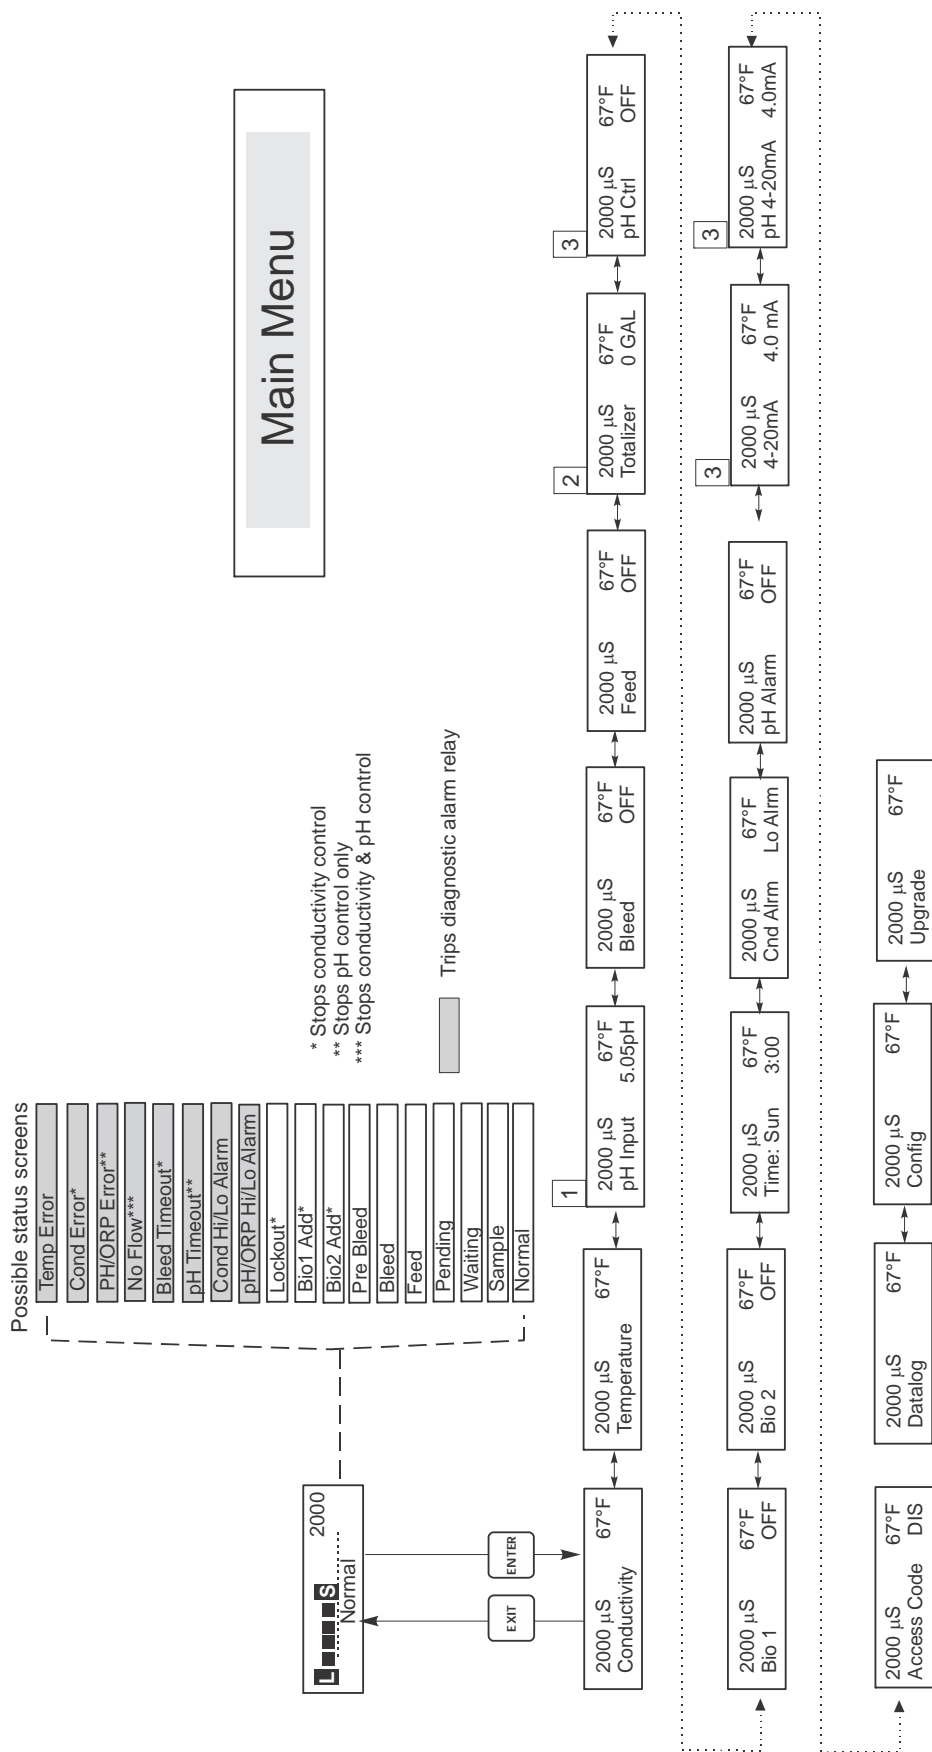 Main Menu
Possible status screens
Temp Error
Cond Error*
PH/ORP Error**
No Flow***
Bleed Timeout*
pH Timeout**
Cond Hi/Lo Alarm
pH/ORP Hi/Lo Alarm
Lockout*
Bio1 Add*
Bio2 Add*
Pre Bleed
Bleed
Feed
Pending
Waiting
Sample
Normal
* Stops conductivity control
** Stops pH control only
*** Stops conductivity & pH control
Trips diagnostic alarm relay
L S 2000
Normal
EXIT
ENTER
2000 µS 67°F
Conductivity
2000 µS 67°F
Temperature
1
2000 µS 67°F
pH Input 5.05pH
2000 µS 67°F
Bleed OFF
2000 µS 67°F
Feed OFF
2
2000 µS 67°F
Totalizer 0 GAL
3
2000 µS 67°F
pH Ctrl OFF
2000 µS 67°F
Bio 1 OFF
2000 µS 67°F
Bio 2 OFF
2000 µS 67°F
Time: Sun 3:00
2000 µS 67°F
Cnd Alrm Lo Alrm
2000 µS 67°F
pH Alarm OFF
3
2000 µS 67°F
4-20mA 4.0 mA
3
2000 µS 67°F
pH 4-20mA 4.0mA
2000 µS 67°F
Access Code DIS
2000 µS 67°F
Datalog
2000 µS 67°F
Config
2000 µS 67°F
Upgrade